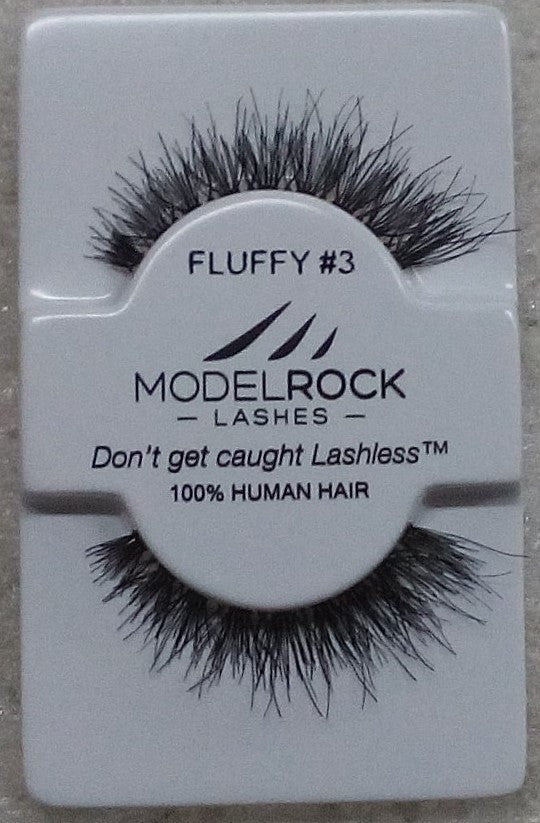 FLUFFY #3
MODELROCK
— LASHES —
Don't get caught Lashless™
100% HUMAN HAIR